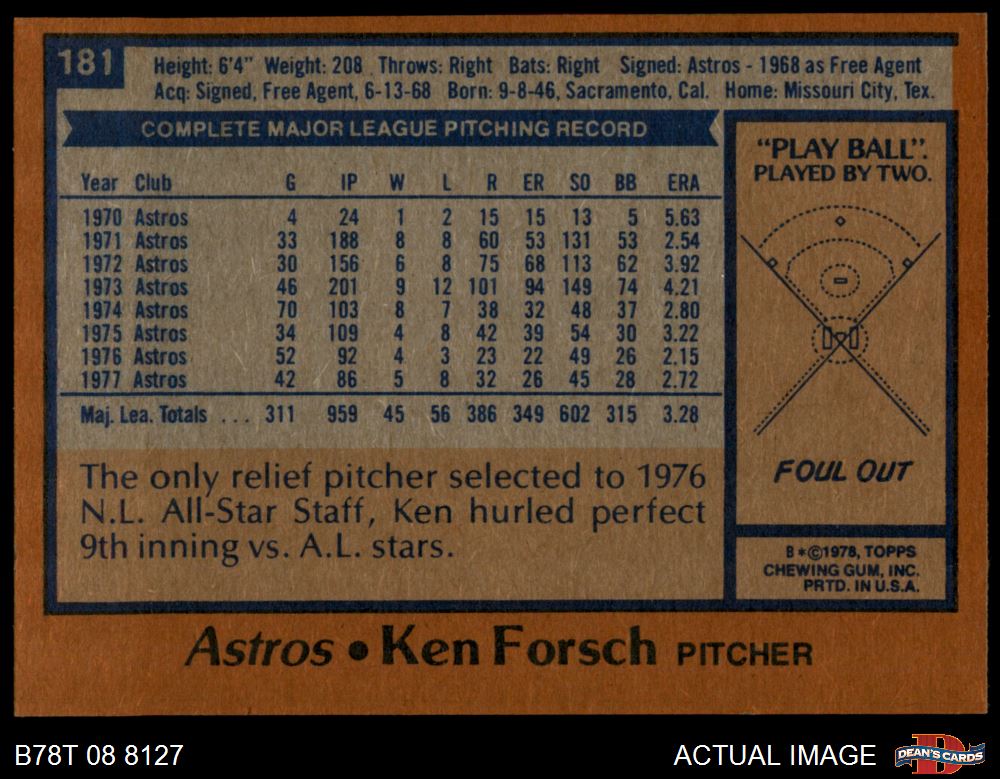 181
Height: 6'4" Weight: 208 Throws: Right Bats: Right Signed: Astros - 1968 as Free Agent
Acq: Signed, Free Agent, 6-13-68 Born: 9-8-46, Sacramento, Cal. Home: Missouri City, Tex.
COMPLETE MAJOR LEAGUE PITCHING RECORD
Year Club G IP W L R ER SO BB ERA
1970 Astros 4 24 1 2 15 15 13 5 5.63
1971 Astros 33 188 8 8 60 53 131 53 2.54
1972 Astros 30 156 6 8 75 68 113 62 3.92
1973 Astros 46 201 9 12 101 94 149 74 4.21
1974 Astros 70 103 8 7 38 32 48 37 2.80
1975 Astros 34 109 4 8 42 39 54 30 3.22
1976 Astros 52 92 4 3 23 22 49 26 2.15
1977 Astros 42 86 5 8 32 26 45 28 2.72
Maj. Lea. Totals ... 311 959 45 56 386 349 602 315 3.28
The only relief pitcher selected to 1976
N.L. All-Star Staff, Ken hurled perfect
9th inning vs. A.L. stars.
"PLAY BALL".
PLAYED BY TWO.
FOUL OUT
B*©1978, TOPPS
CHEWING GUM, INC.
PRTD. IN U.S.A.
Astros • Ken Forsch PITCHER
B78T 08 8127
ACTUAL IMAGE
DEAN'S CARDS